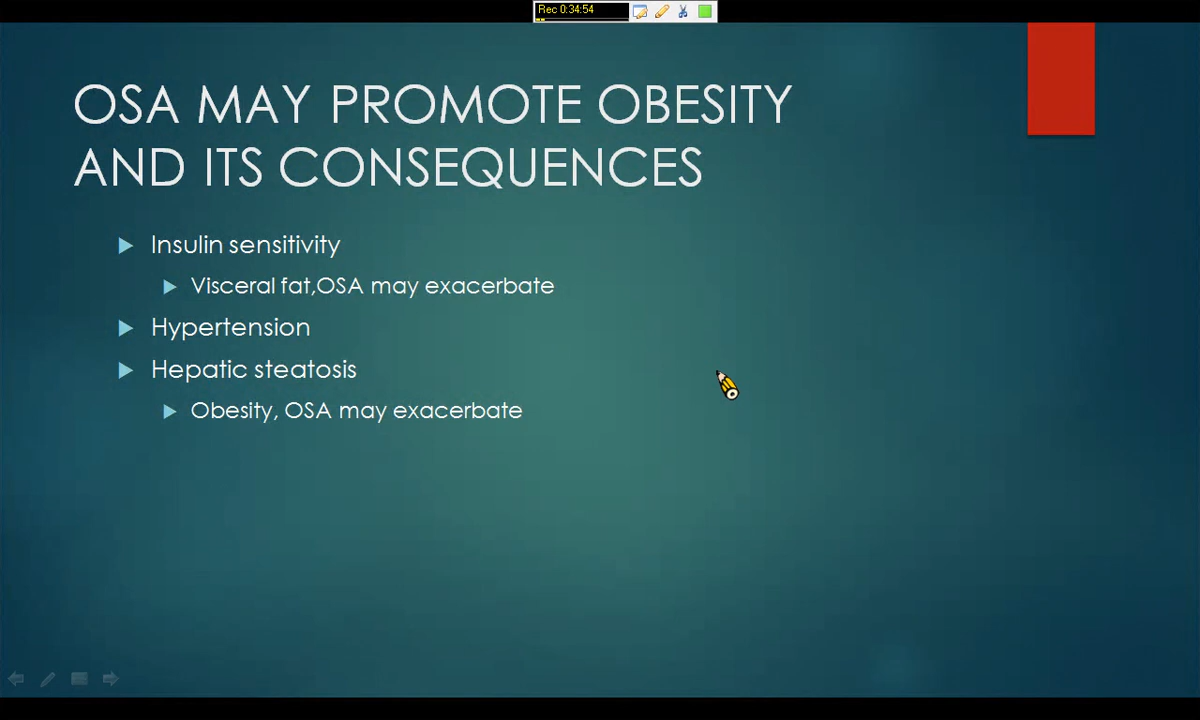 Rec 0:34:54
OSA MAY PROMOTE OBESITY
AND ITS CONSEQUENCES
Insulin sensitivity
Visceral fat,OSA may exacerbate
Hypertension
Hepatic steatosis
Obesity, OSA may exacerbate